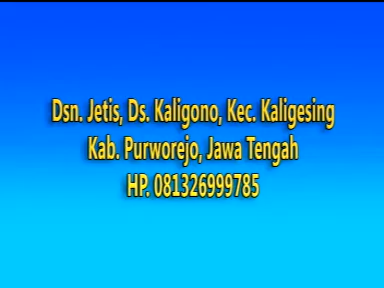 Dsn. Jetis, Ds. Kaligono, Kec. Kaligesing
Kab. Purworejo, Jawa Tengah
HP. 081326999785